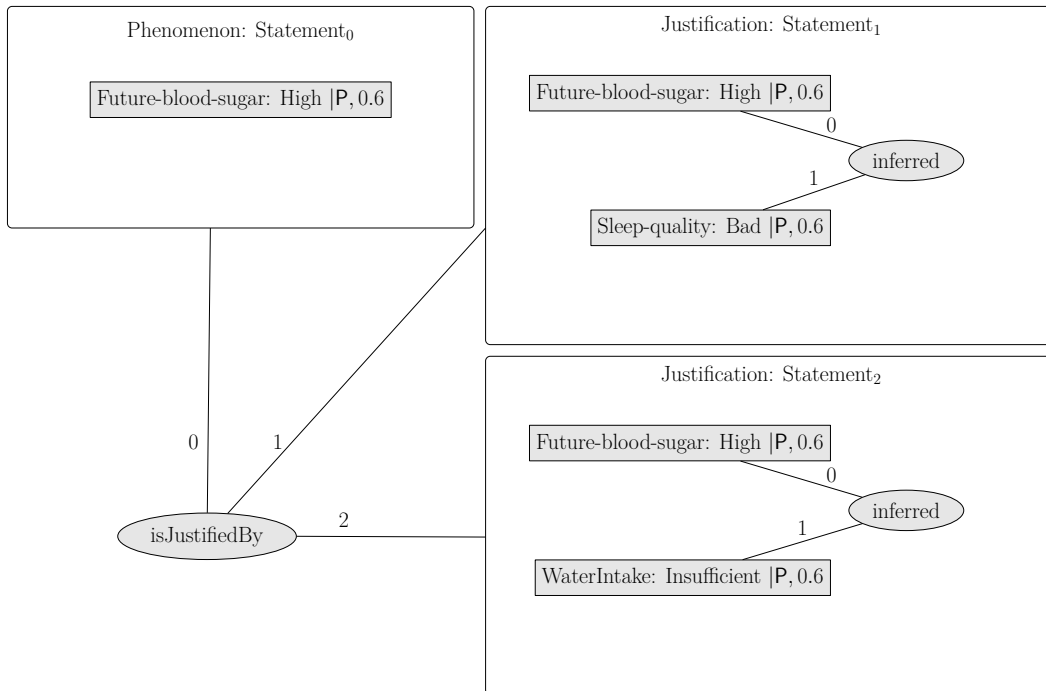 Phenomenon: Statement₀
Future-blood-sugar: High |P, 0.6
Justification: Statement₁
Future-blood-sugar: High |P, 0.6
0
inferred
1
Sleep-quality: Bad |P, 0.6
0
1
isJustifiedBy
2
Justification: Statement₂
Future-blood-sugar: High |P, 0.6
0
inferred
1
WaterIntake: Insufficient |P, 0.6